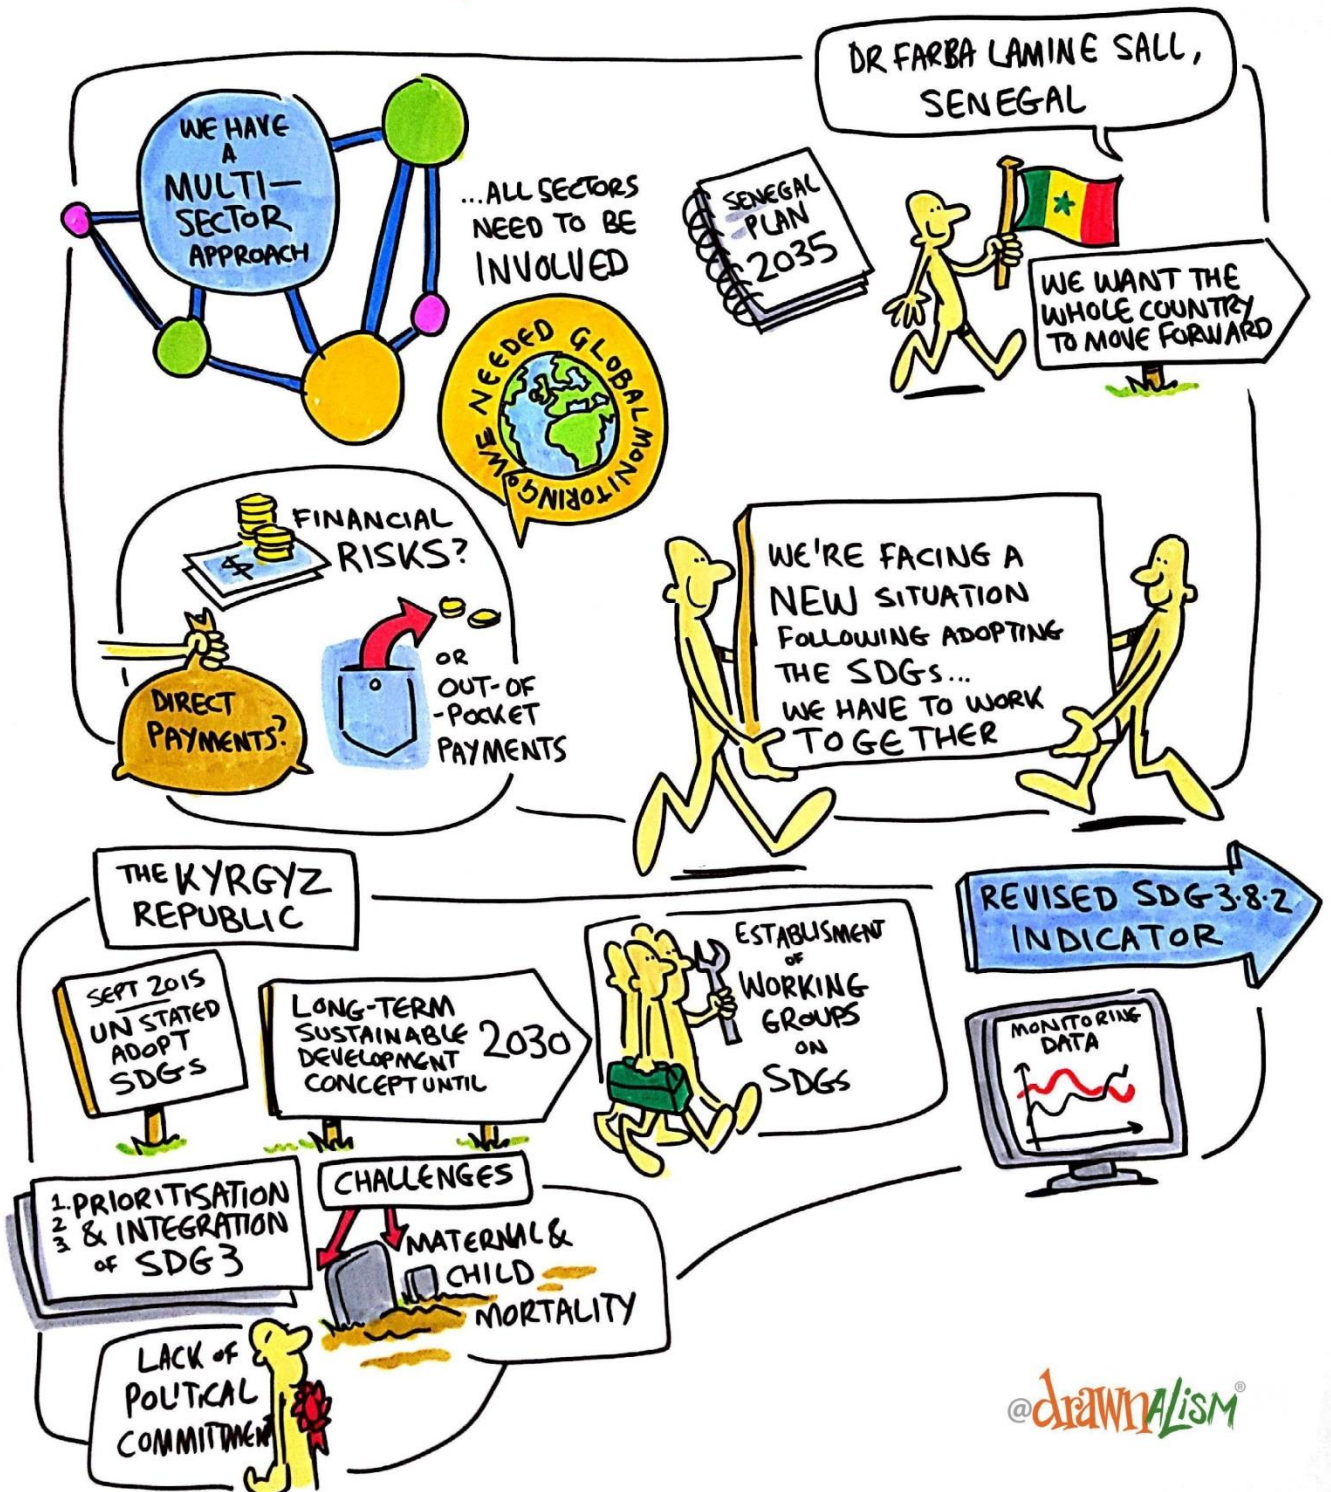 DR FARBA LAMINE SALL,
SENEGAL
WE HAVE
A
MULTI-
SECTOR
APPROACH
...ALL SECTORS
NEED TO BE
INVOLVED
SENEGAL
PLAN
2035
WE WANT THE
WHOLE COUNTRY
TO MOVE FORWARD
WE NEEDED GLOBAL MONITORING
FINANCIAL
RISKS?
$
DIRECT
PAYMENTS?
OR
OUT-OF
-POCKET
PAYMENTS
WE'RE FACING A
NEW SITUATION
FOLLOWING ADOPTING
THE SDGs...
WE HAVE TO WORK
TOGETHER
THE KYRGYZ
REPUBLIC
SEPT 2015
UN STATED
ADOPT
SDGS
LONG-TERM
SUSTAINABLE
DEVELOPMENT
CONCEPT UNTIL
2030
ESTABLISMENT
OF
WORKING
GROUPS
ON
SDGS
REVISED SDG 3.8.2
INDICATOR
MONITORING
DATA
1. PRIORITISATION
2 & INTEGRATION
3 OF SDG 3
CHALLENGES
MATERNAL &
CHILD
MORTALITY
LACK OF
POLITICAL
COMMITTMENT
@drawnALiSM®